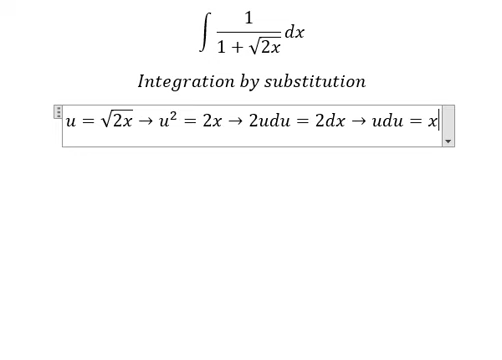 ∫ 1/(1 + √2x) dx
Integration by substitution
u = √2x → u² = 2x → 2udu = 2dx → udu = x